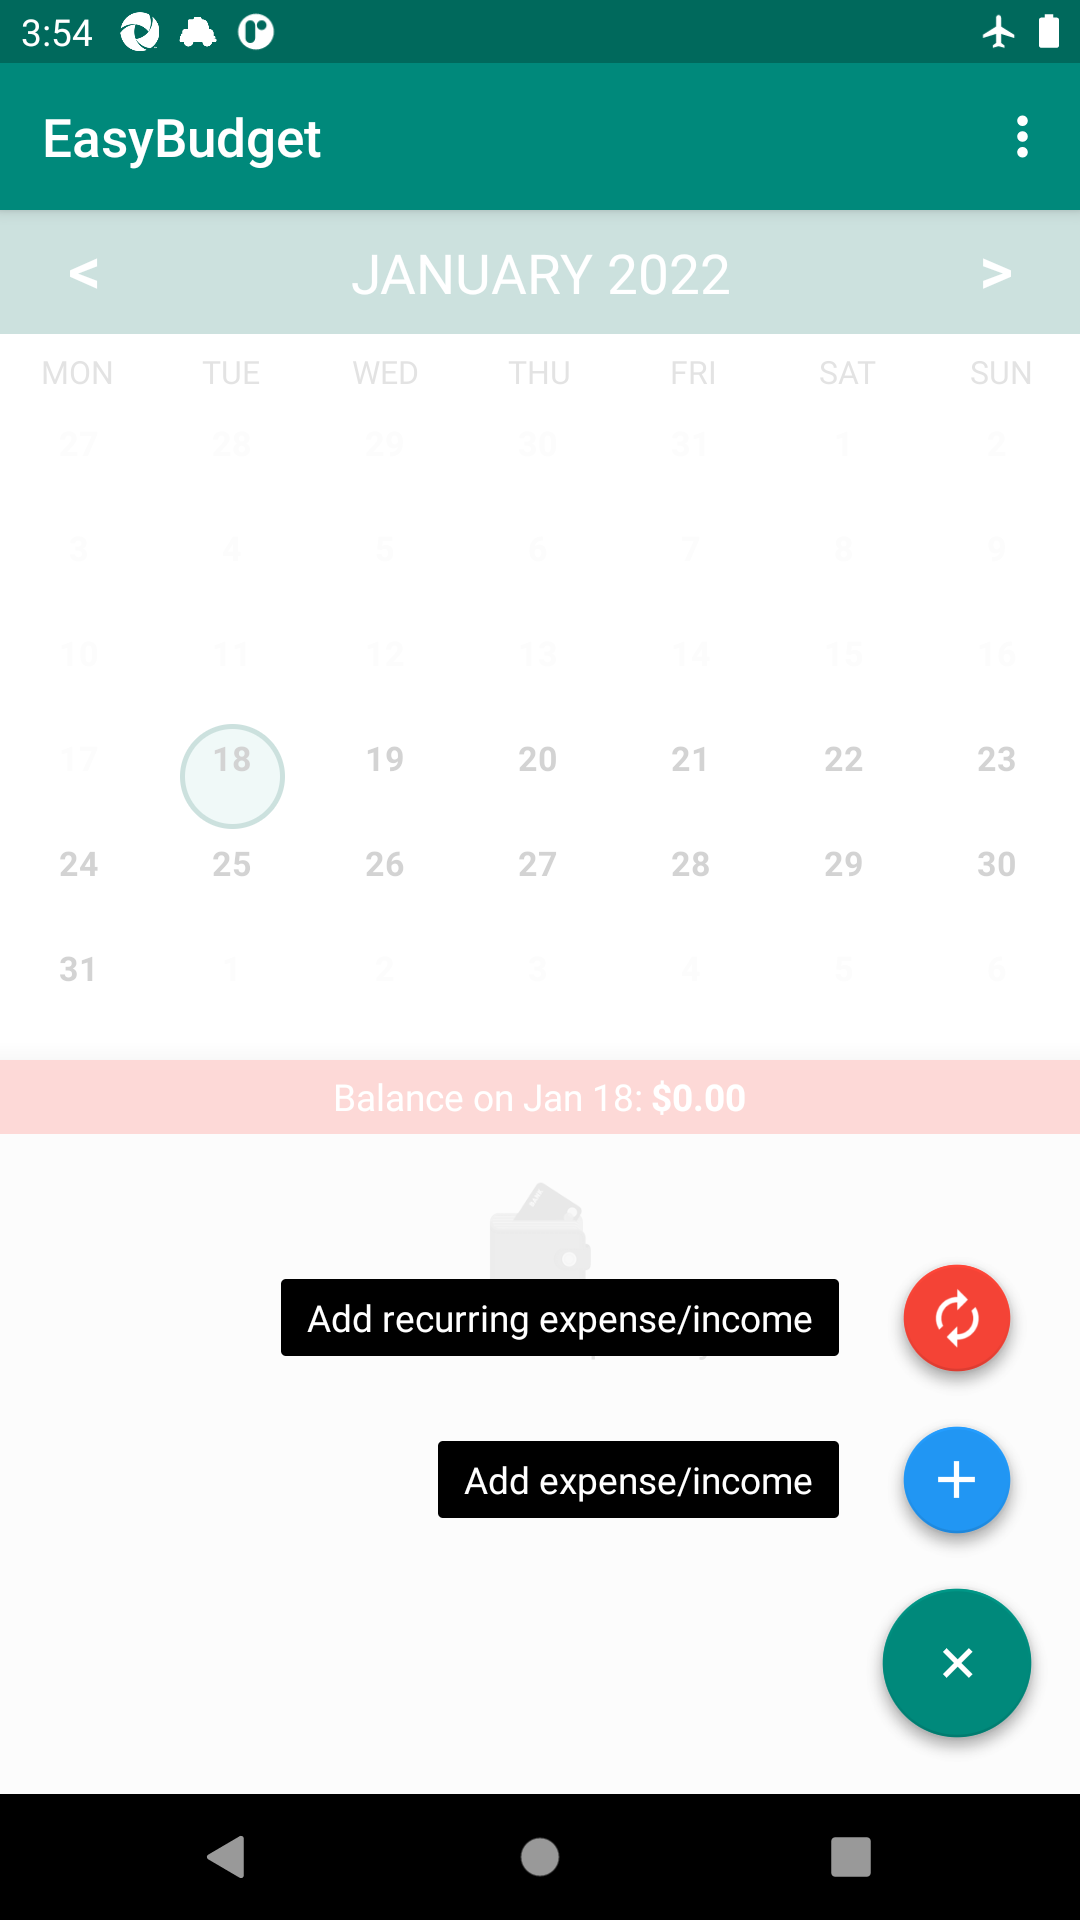 3:54
EasyBudget
< JANUARY 2022 >
MON TUE WED THU FRI SAT SUN
27 28 29 30 31 1 2
3 4 5 6 7 8 9
10 11 12 13 14 15 16
17 18 19 20 21 22 23
24 25 26 27 28 29 30
31 1 2 3 4 5 6
Balance on Jan 18: $0.00
Add recurring expense/income
Add expense/income